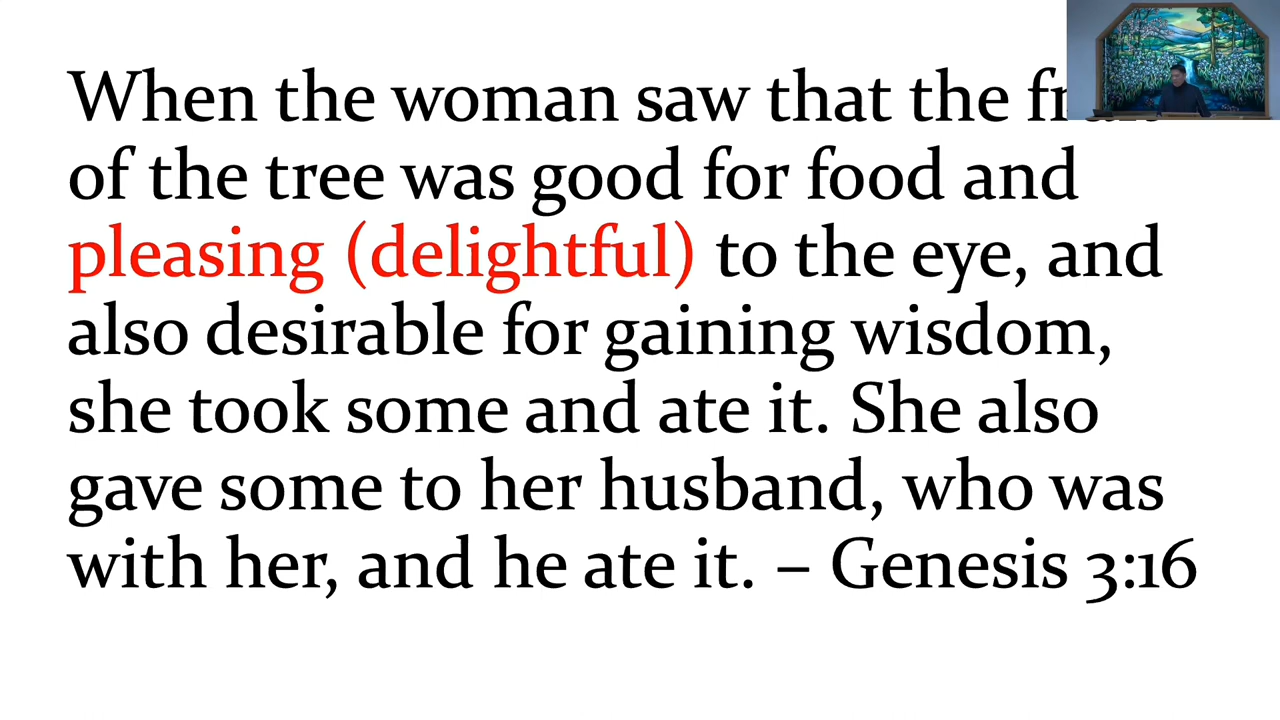 When the woman saw that the
of the tree was good for food and
pleasing (delightful) to the eye, and
also desirable for gaining wisdom,
she took some and ate it. She also
gave some to her husband, who was
with her, and he ate it. – Genesis 3:16